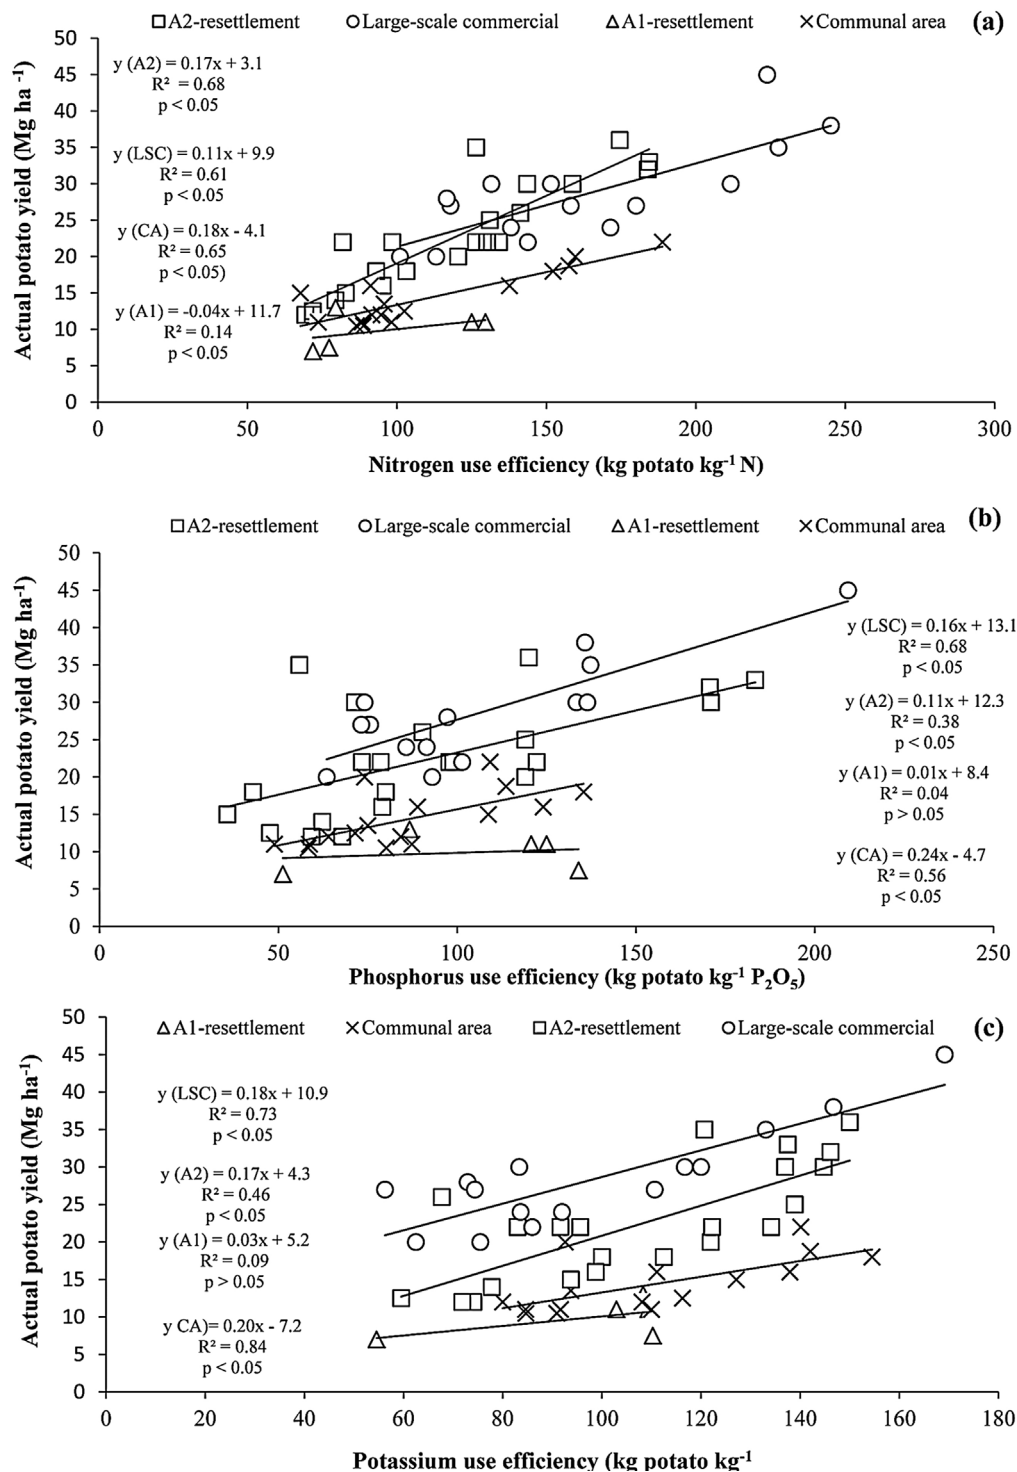 A2-resettlement Large-scale commercial A1-resettlement Communal area (a)
Actual potato yield (Mg ha⁻¹)
50
45
40
35
30
25
20
15
10
5
0
y (A2) = 0.17x + 3.1
R² = 0.68
p < 0.05
y (LSC) = 0.11x + 9.9
R² = 0.61
p < 0.05
y (CA) = 0.18x - 4.1
R² = 0.65
p < 0.05)
y (A1) = -0.04x + 11.7
R² = 0.14
p < 0.05
0 50 100 150 200 250 300
Nitrogen use efficiency (kg potato kg⁻¹ N)
A2-resettlement Large-scale commercial A1-resettlement Communal area (b)
Actual potato yield (Mg ha⁻¹)
50
45
40
35
30
25
20
15
10
5
0
y (LSC) = 0.16x + 13.1
R² = 0.68
p < 0.05
y (A2) = 0.11x + 12.3
R² = 0.38
p < 0.05
y (A1) = 0.01x + 8.4
R² = 0.04
p > 0.05
y (CA) = 0.24x - 4.7
R² = 0.56
p < 0.05
0 50 100 150 200 250
Phosphorus use efficiency (kg potato kg⁻¹ P₂O₅)
A1-resettlement Communal area A2-resettlement Large-scale commercial (c)
Actual potato yield (Mg ha⁻¹)
50
45
40
35
30
25
20
15
10
5
0
y (LSC) = 0.18x + 10.9
R² = 0.73
p < 0.05
y (A2) = 0.17x + 4.3
R² = 0.46
p < 0.05
y (A1) = 0.03x + 5.2
R² = 0.09
p > 0.05
y CA)= 0.20x - 7.2
R² = 0.84
p < 0.05
0 20 40 60 80 100 120 140 160 180
Potassium use efficiency (kg potato kg⁻¹